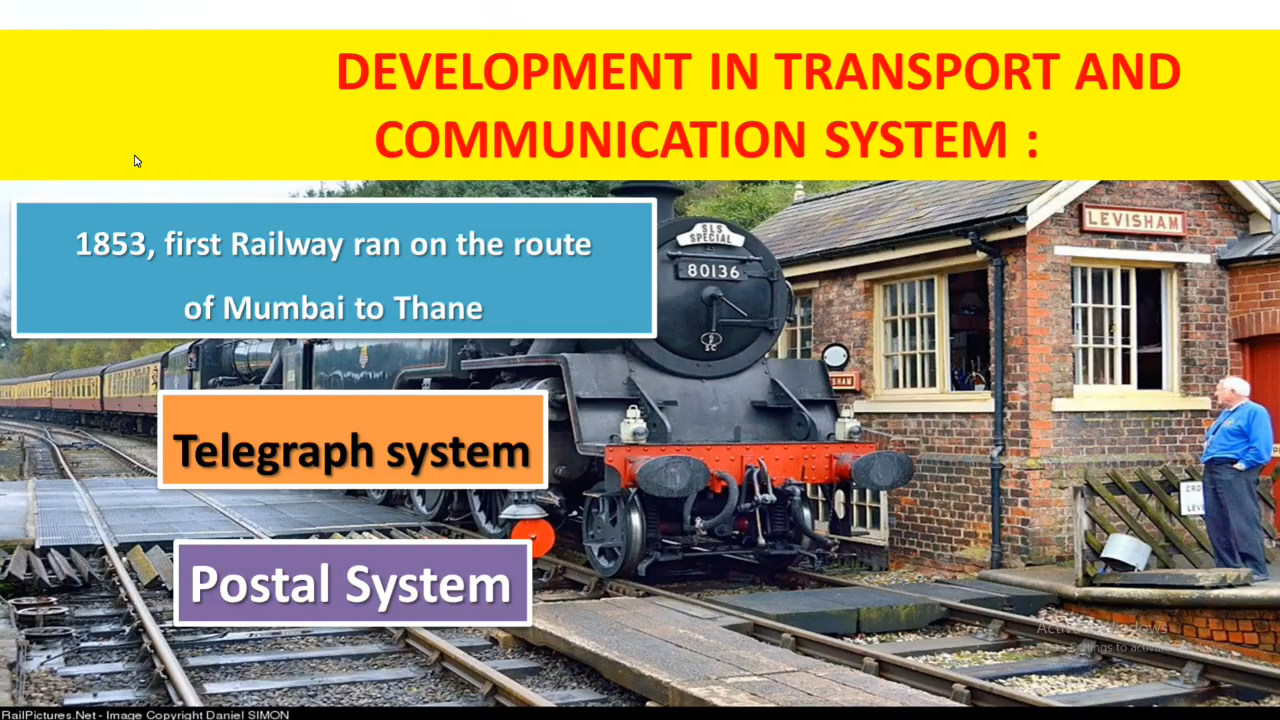 DEVELOPMENT IN TRANSPORT AND
COMMUNICATION SYSTEM :
1853, first Railway ran on the route
of Mumbai to Thane
Telegraph system
Postal System
LEVISHAM
SLS
SPECIAL
80136
RailPictures.Net - Image Copyright Daniel SIMON